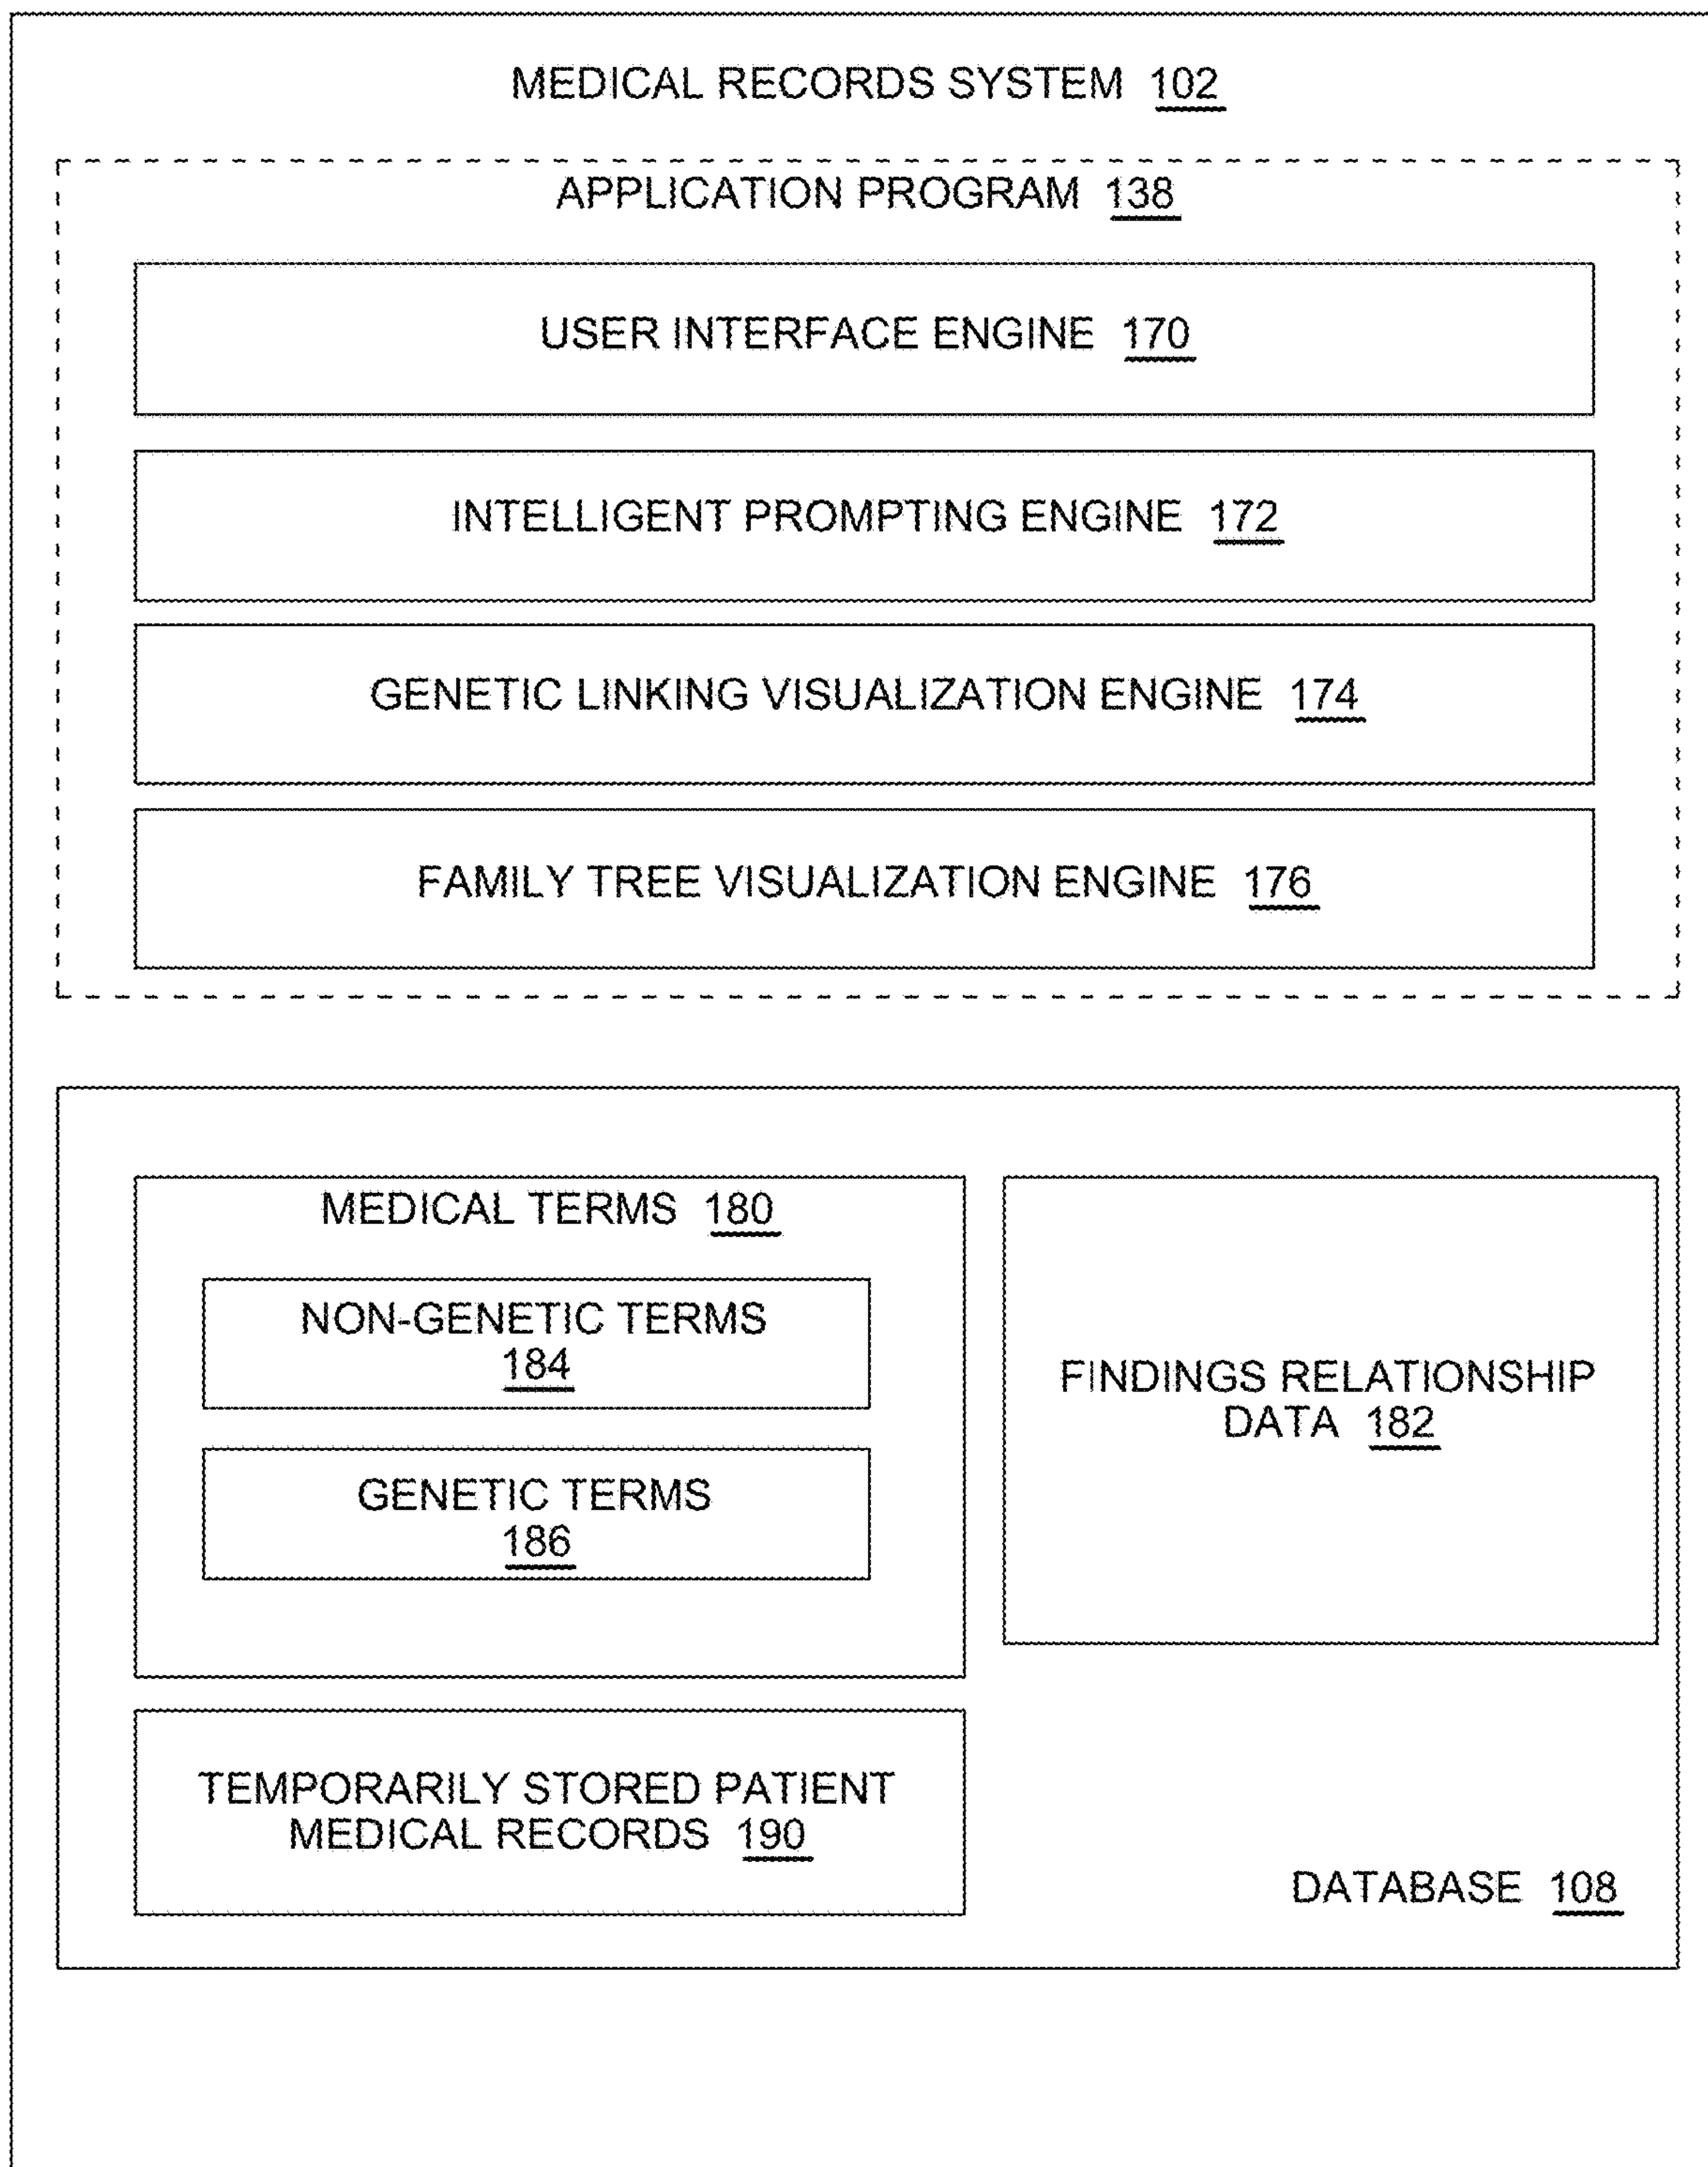 MEDICAL RECORDS SYSTEM 102
APPLICATION PROGRAM 138
USER INTERFACE ENGINE 170
INTELLIGENT PROMPTING ENGINE 172
GENETIC LINKING VISUALIZATION ENGINE 174
FAMILY TREE VISUALIZATION ENGINE 176
MEDICAL TERMS 180
NON-GENETIC TERMS
184
GENETIC TERMS
186
FINDINGS RELATIONSHIP
DATA 182
TEMPORARILY STORED PATIENT
MEDICAL RECORDS 190
DATABASE 108